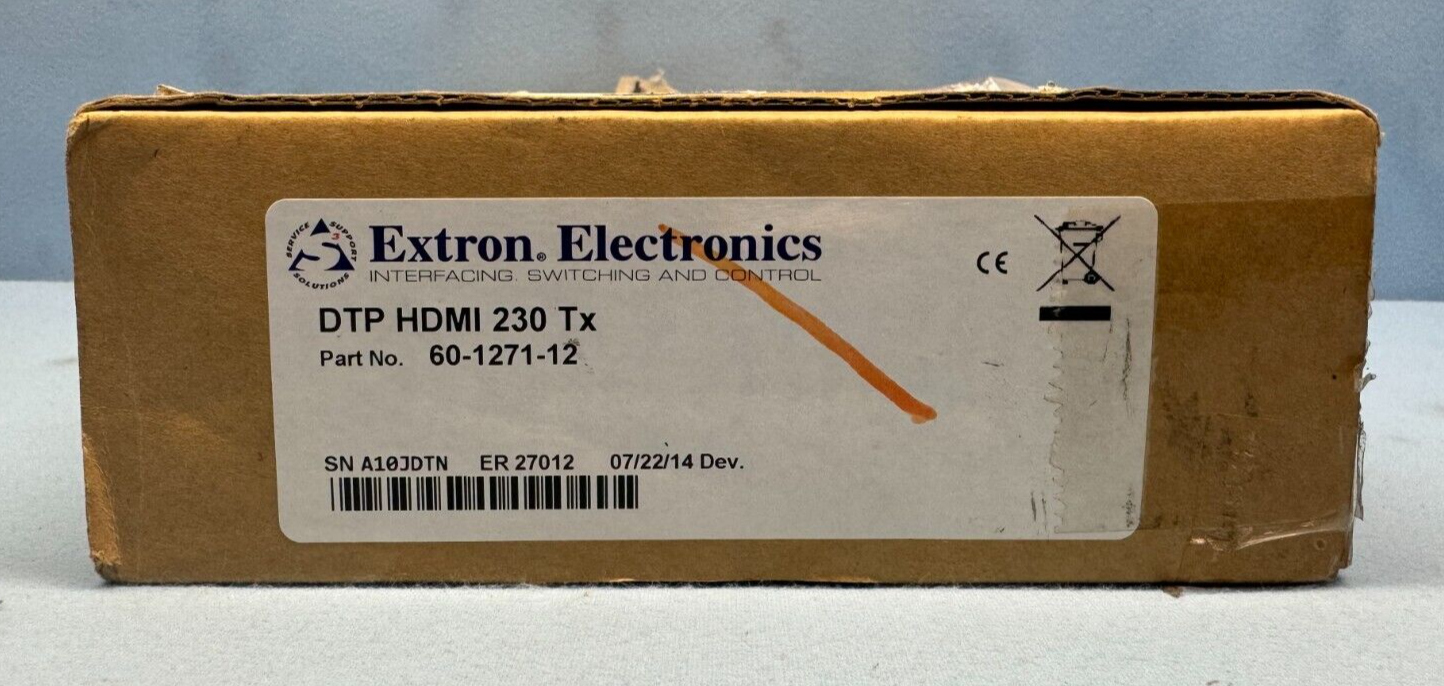 SERVICE SUPPORT SOLUTIONS
Extron® Electronics
INTERFACING, SWITCHING AND CONTROL
CE
DTP HDMI 230 Tx
Part No. 60-1271-12
SN A10JDTN ER 27012 07/22/14 Dev.